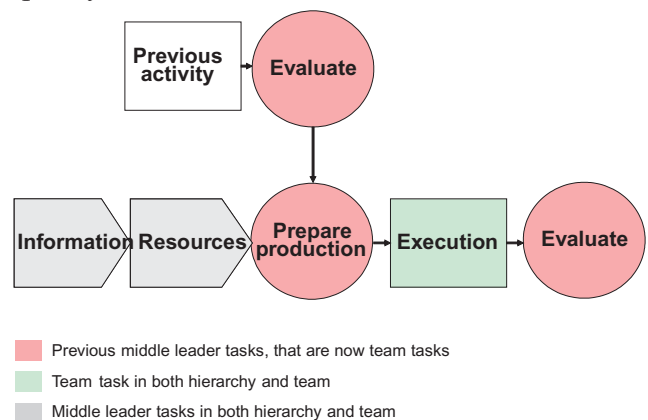 Previous
activity
Evaluate
Information
Resources
Prepare
production
Execution
Evaluate
Previous middle leader tasks, that are now team tasks
Team task in both hierarchy and team
Middle leader tasks in both hierarchy and team